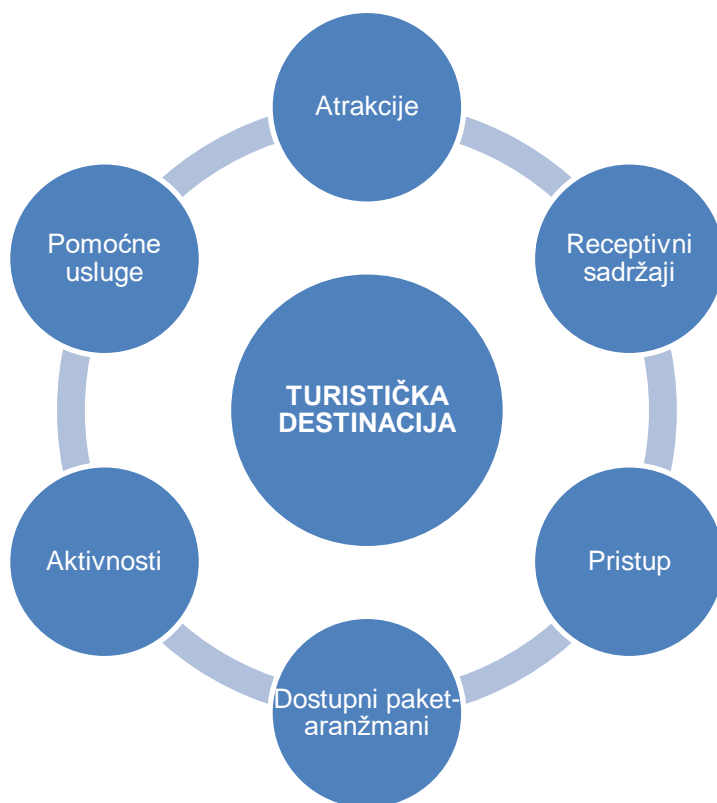 Atrakcije
Pomoćne
usluge
Receptivni
sadržaji
TURISTIČKA
DESTINACIJA
Aktivnosti
Pristup
Dostupni paket-
aranžmani